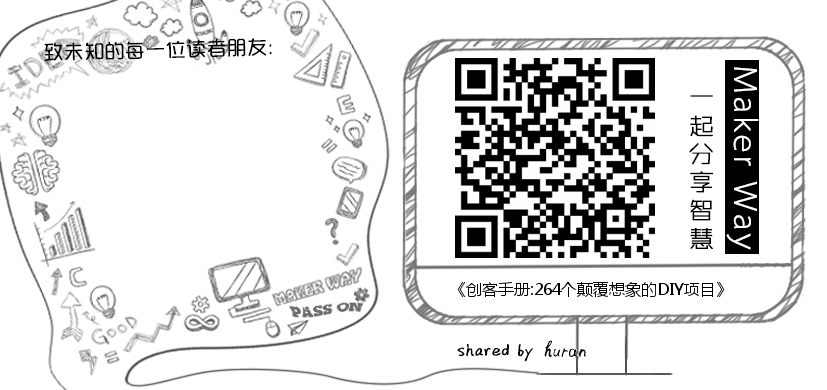 致未知的每一位读者朋友:
IDEA
E
C
GOOD
MAKER WAY
PASS ON
一起分享智慧
Maker Way
《创客手册:264个颠覆想象的DIY项目》
shared by huran